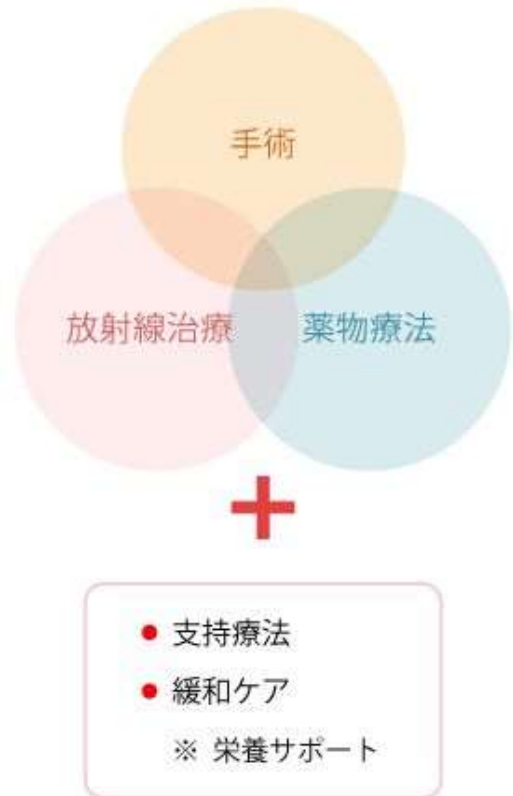 手術
放射線治療
薬物療法
+
● 支持療法
● 緩和ケア
※ 栄養サポート